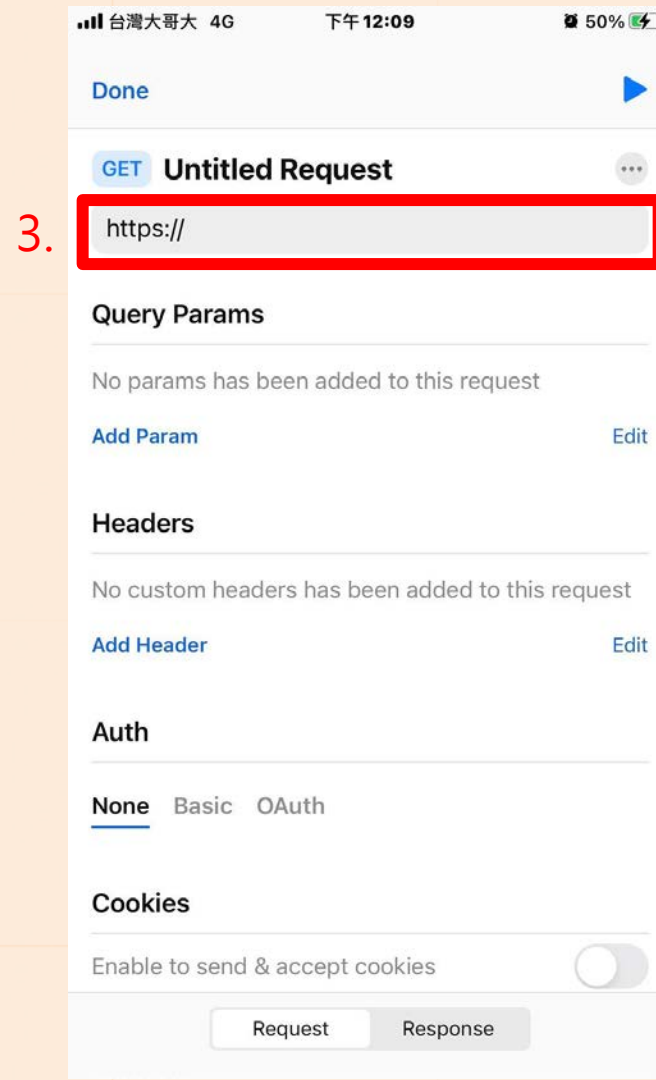 台灣大哥大 4G 下午12:09 50%
Done
GET Untitled Request
3. https://
Query Params
No params has been added to this request
Add Param Edit
Headers
No custom headers has been added to this request
Add Header Edit
Auth
None Basic OAuth
Cookies
Enable to send & accept cookies
Request Response